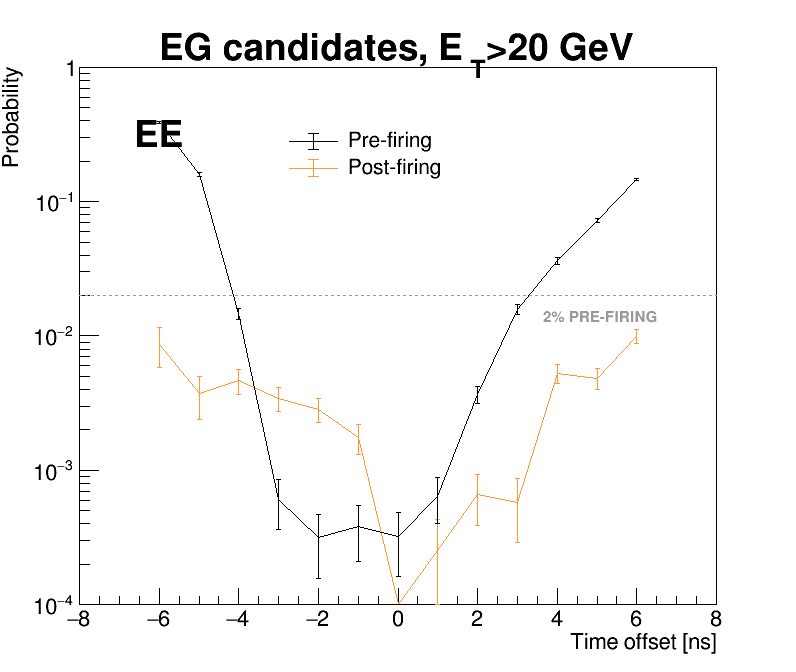 EG candidates, E T>20 GeV
Probability
1
EE
Pre-firing
Post-firing
10−1
2% PRE-FIRING
10−2
10−3
10−4
−8 −6 −4 −2 0 2 4 6 8
Time offset [ns]